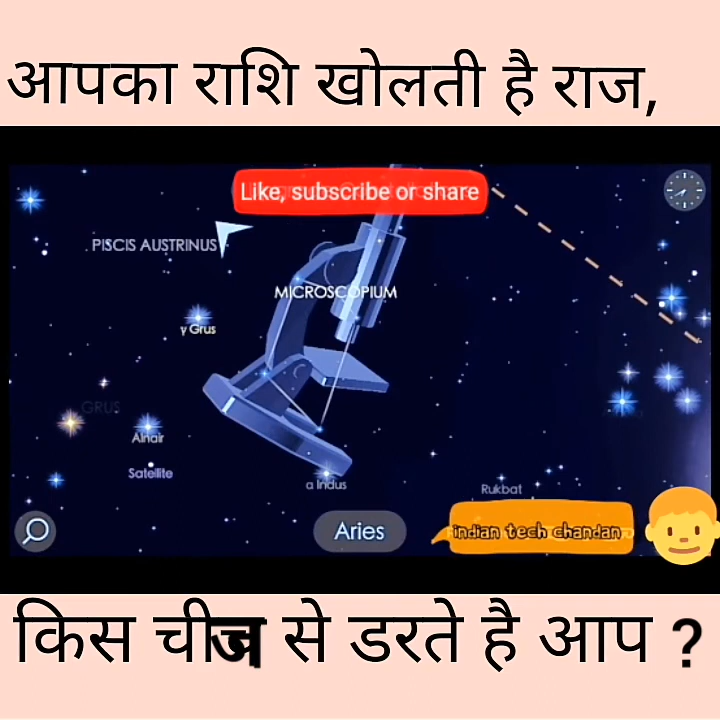 आपका राशि खोलती है राज,
Like, subscribe or share
PISCIS AUSTRINUS
MICROSCOPIUM
γ Grus
GRUS
Alnair
Satellite
α Indus
Rukbat
Aries
indian tech chandan
किस चीज से डरते है आप ?